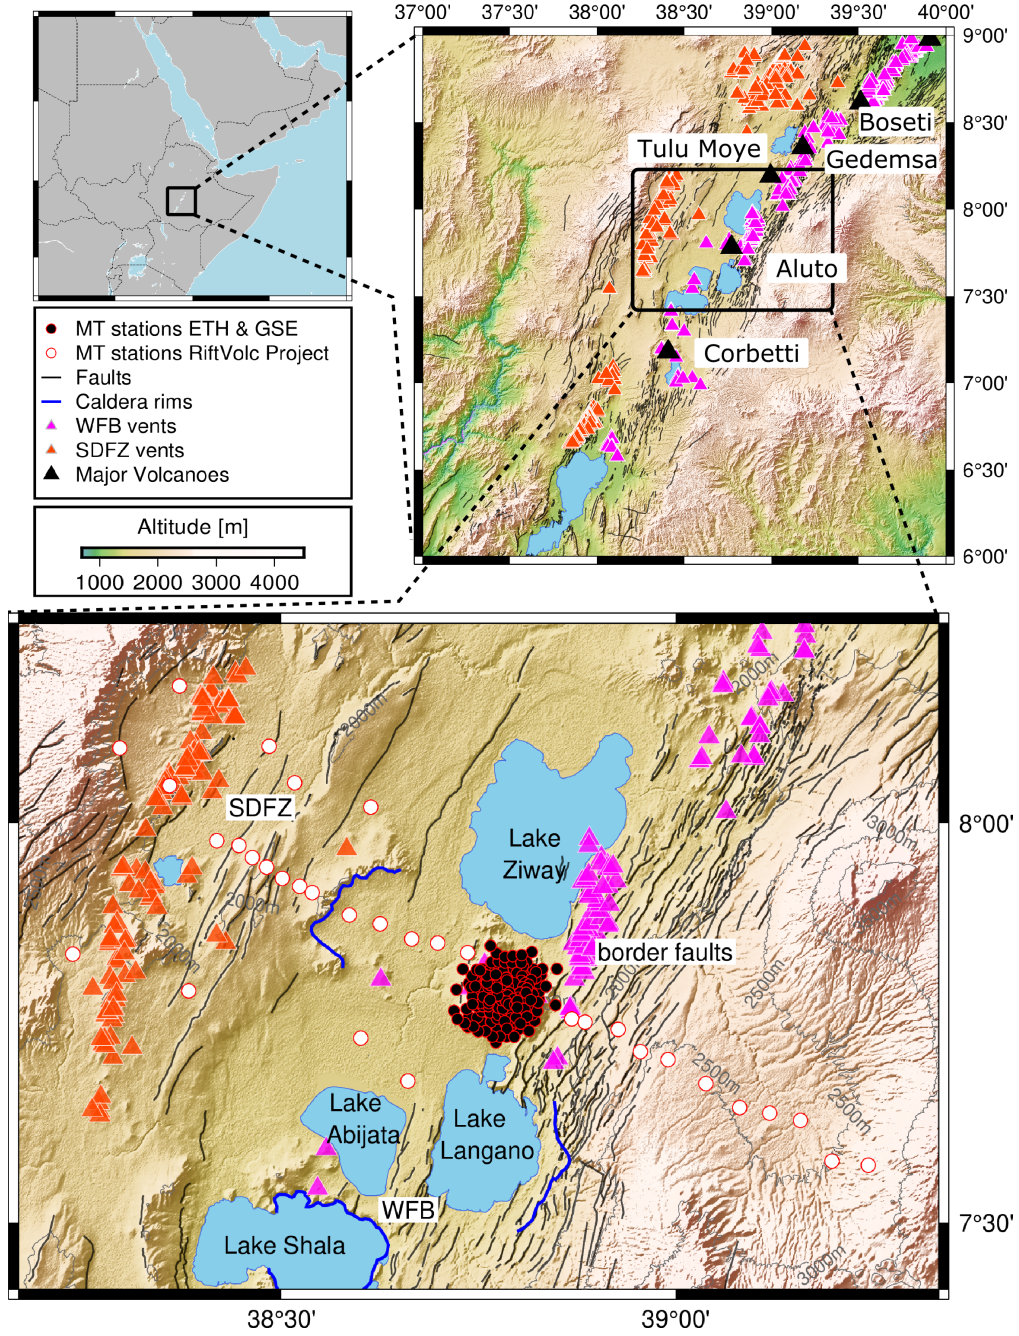 37°00' 37°30' 38°00' 38°30' 39°00' 39°30' 40°00'
9°00'
8°30'
8°00'
7°30'
7°00'
6°30'
6°00'
Boseti
Tulu Moye
Gedemsa
Aluto
Corbetti
MT stations ETH & GSE
MT stations RiftVolc Project
Faults
Caldera rims
WFB vents
SDFZ vents
Major Volcanoes
Altitude [m]
1000 2000 3000 4000
2000m
2000m
SDFZ
8°00'
3000m
Lake
Ziway
2000m
2000m
border faults
2000m
2500m
2500m
2500m
Lake
Abijata
Lake
Langano
WFB
7°30'
Lake Shala
3000m
38°30' 39°00'